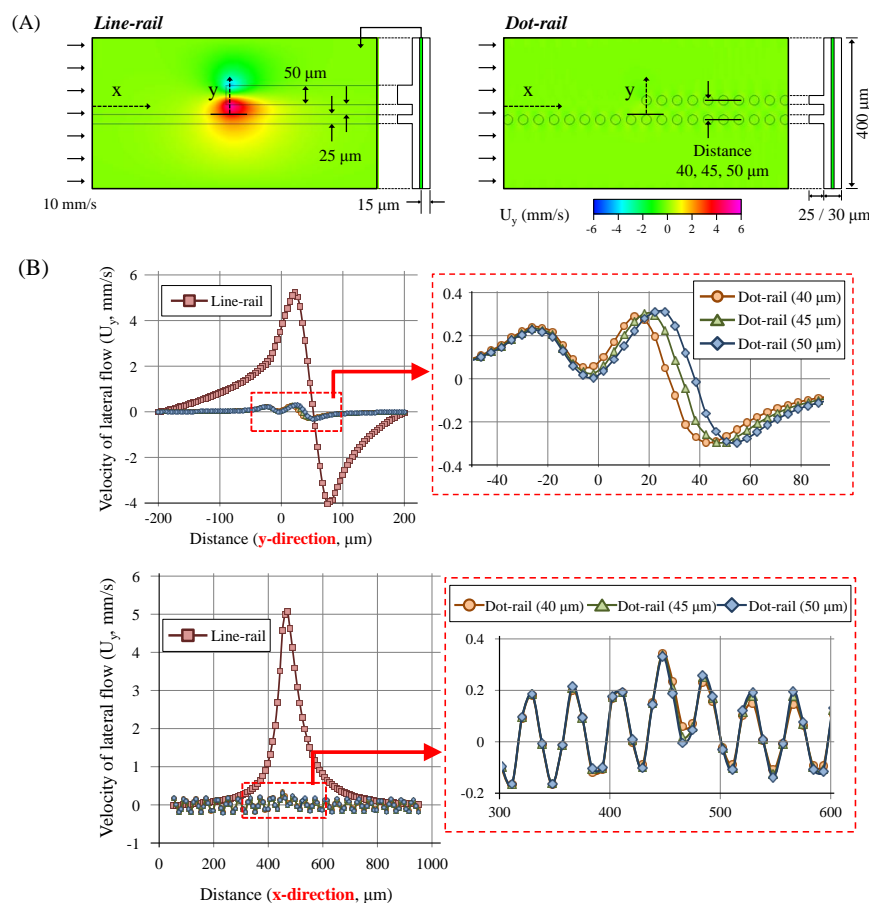 (A)
Line-rail
Dot-rail
50 μm
x
y
25 μm
10 mm/s
15 μm
x
y
Distance
40, 45, 50 μm
400 μm
Uy (mm/s)
-6 -4 -2 0 2 4 6
25 / 30 μm
(B)
Velocity of lateral flow (Uy, mm/s)
6
4
2
0
-2
-4
Line-rail
-200 -100 0 100 200
Distance (y-direction, μm)
0.4
0.2
0
-0.2
-0.4
Dot-rail (40 μm)
Dot-rail (45 μm)
Dot-rail (50 μm)
-40 -20 0 20 40 60 80
Velocity of lateral flow (Uy, mm/s)
6
5
4
3
2
1
0
-1
Line-rail
0 200 400 600 800 1000
Distance (x-direction, μm)
Dot-rail (40 μm) Dot-rail (45 μm) Dot-rail (50 μm)
0.4
0.2
0
-0.2
300 400 500 600